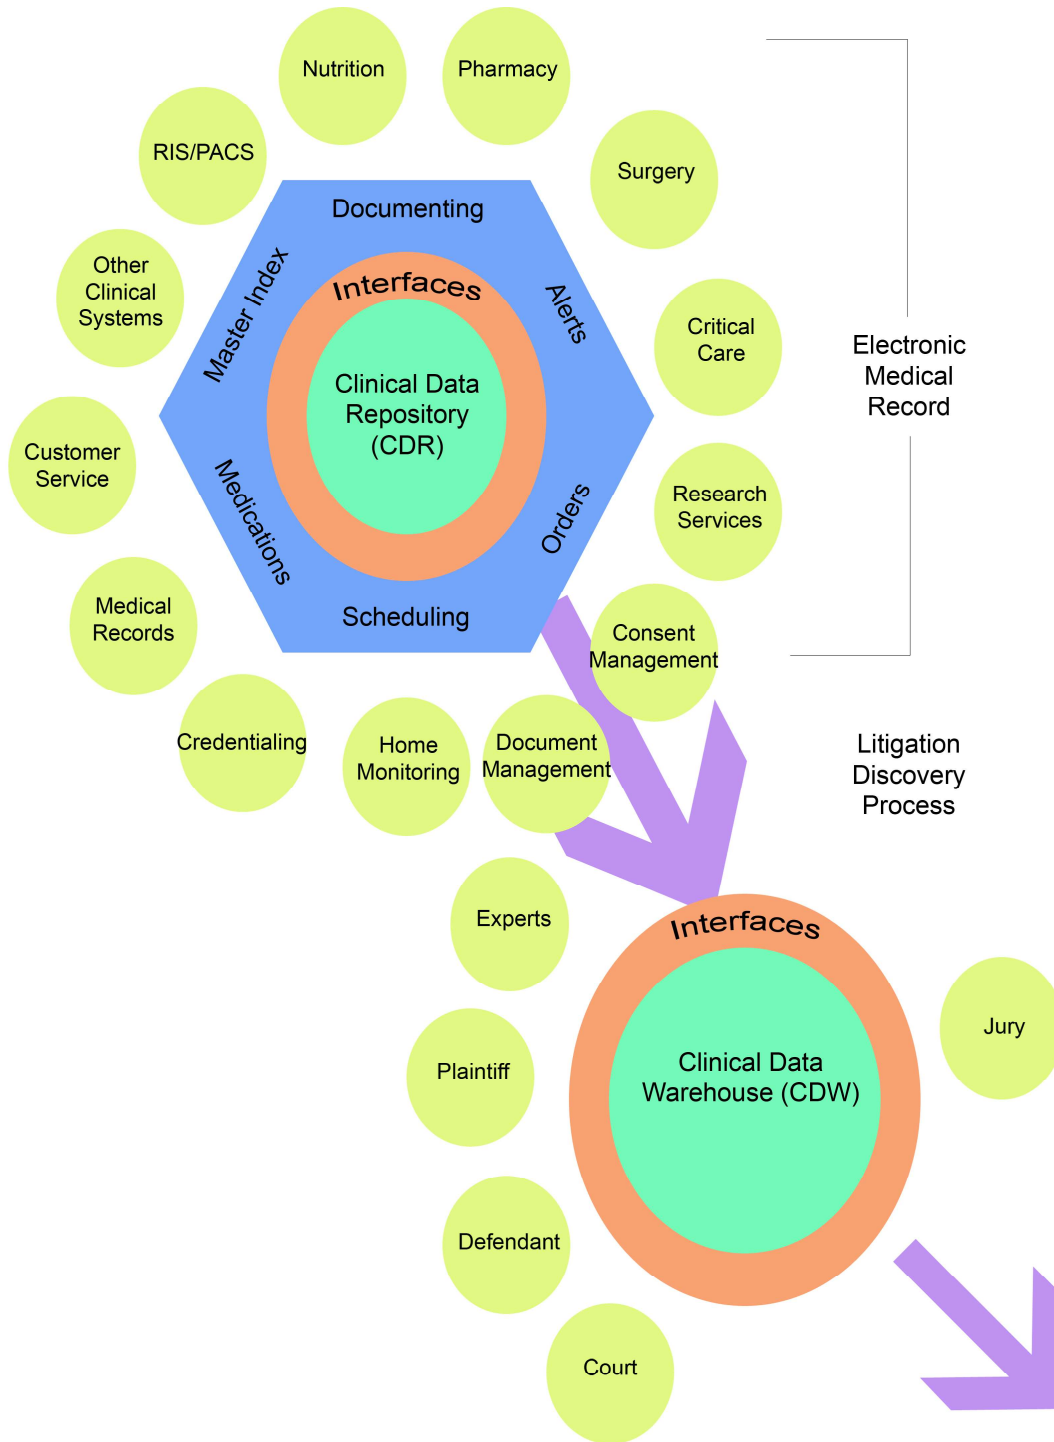 Nutrition
Pharmacy
RIS/PACS
Surgery
Documenting
Other
Clinical
Systems
Master Index
Interfaces
Alerts
Critical
Care
Electronic
Medical
Record
Clinical Data
Repository
(CDR)
Customer
Service
Medications
Orders
Research
Services
Medical
Records
Scheduling
Consent
Management
Credentialing
Home
Monitoring
Document
Management
Litigation
Discovery
Process
Experts
Interfaces
Jury
Plaintiff
Clinical Data
Warehouse (CDW)
Defendant
Court